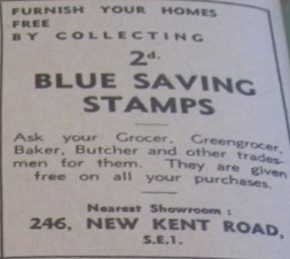 FURNISH YOUR HOMES
FREE
BY COLLECTING
2d.
BLUE SAVING
STAMPS
Ask your Grocer, Greengrocer,
Baker, Butcher and other trades-
men for them. They are given
free on all your purchases.
Nearest Showroom :
246, NEW KENT ROAD,
S.E.1.